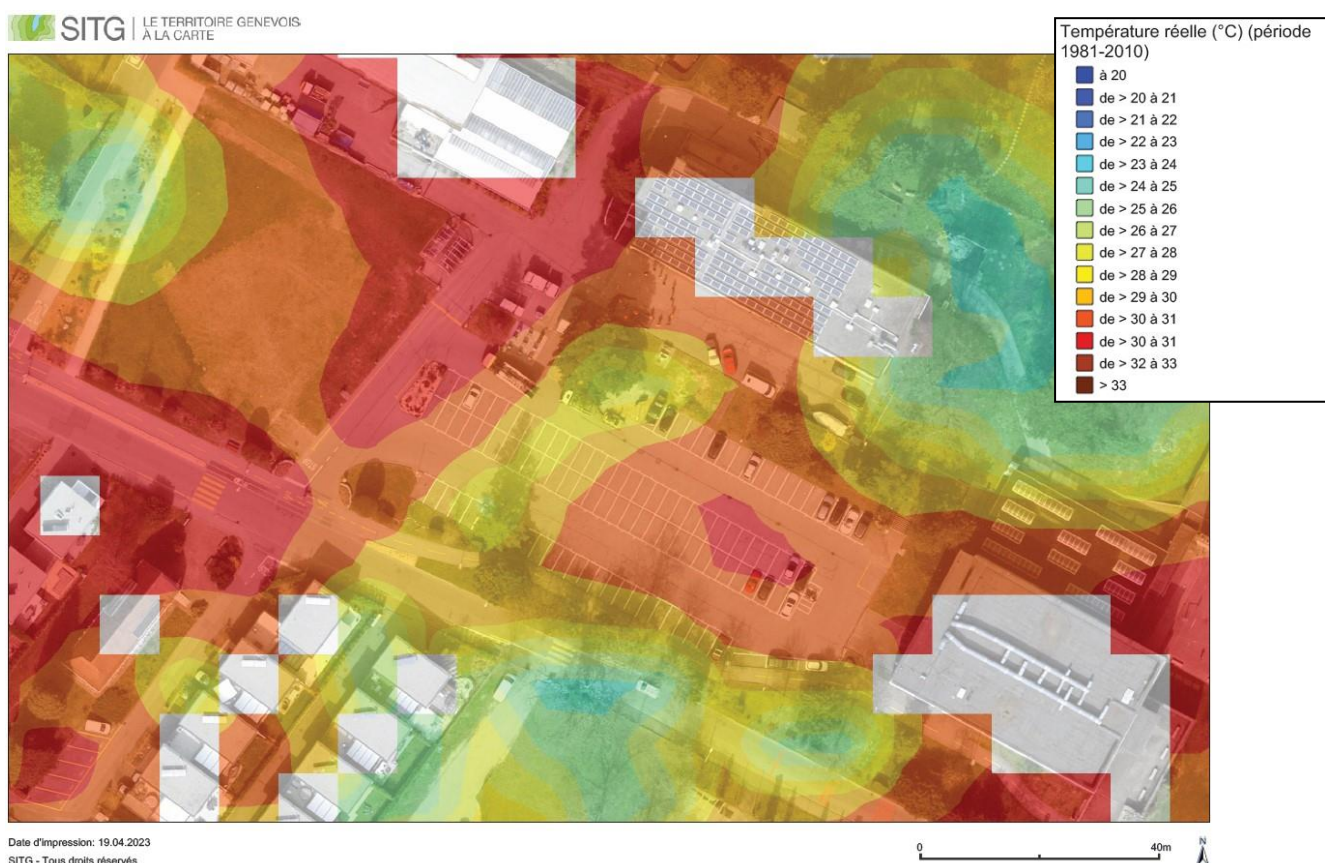 SITG
LE TERRITOIRE GENEVOIS
À LA CARTE
Température réelle (°C) (période
1981-2010)
à 20
de > 20 à 21
de > 21 à 22
de > 22 à 23
de > 23 à 24
de > 24 à 25
de > 25 à 26
de > 26 à 27
de > 27 à 28
de > 28 à 29
de > 29 à 30
de > 30 à 31
de > 30 à 31
de > 32 à 33
> 33
Date d'impression: 19.04.2023
SITG - Tous droits réservés
0
40m
N